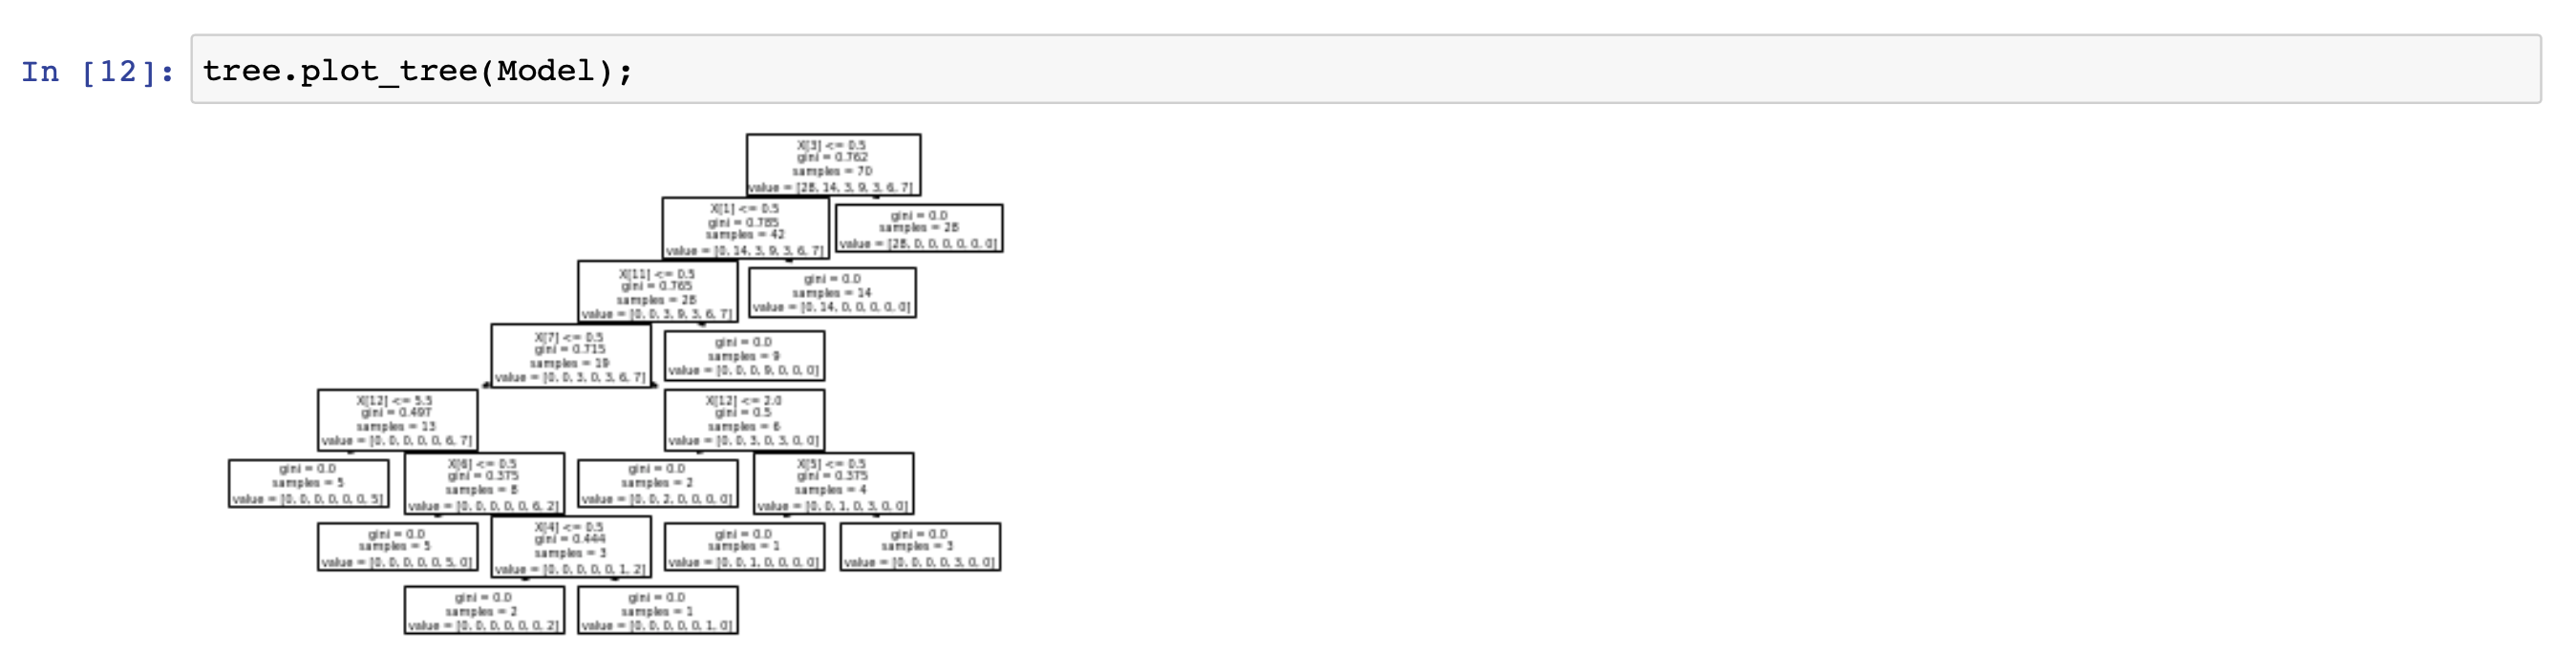 In [12]: tree.plot_tree(Model);
X[3] <= 0.5
gini = 0.762
samples = 70
value = [28, 14, 3, 9, 3, 6, 7]
X[1] <= 0.5
gini = 0.785
samples = 42
value = [0, 14, 3, 9, 3, 6, 7]
gini = 0.0
samples = 28
value = [28, 0, 0, 0, 0, 0, 0]
X[11] <= 0.5
gini = 0.765
samples = 28
value = [0, 0, 3, 9, 3, 6, 7]
gini = 0.0
samples = 14
value = [0, 14, 0, 0, 0, 0, 0]
X[7] <= 0.5
gini = 0.715
samples = 19
value = [0, 0, 3, 0, 3, 6, 7]
gini = 0.0
samples = 9
value = [0, 0, 0, 9, 0, 0, 0]
X[12] <= 5.5
gini = 0.497
samples = 13
value = [0, 0, 0, 0, 0, 6, 7]
X[12] <= 2.0
gini = 0.5
samples = 6
value = [0, 0, 3, 0, 3, 0, 0]
gini = 0.0
samples = 5
value = [0, 0, 0, 0, 0, 0, 5]
X[6] <= 0.5
gini = 0.375
samples = 8
value = [0, 0, 0, 0, 0, 6, 2]
gini = 0.0
samples = 2
value = [0, 0, 2, 0, 0, 0, 0]
X[5] <= 0.5
gini = 0.375
samples = 4
value = [0, 0, 1, 0, 3, 0, 0]
gini = 0.0
samples = 5
value = [0, 0, 0, 0, 0, 5, 0]
X[4] <= 0.5
gini = 0.444
samples = 3
value = [0, 0, 0, 0, 0, 1, 2]
gini = 0.0
samples = 1
value = [0, 0, 1, 0, 0, 0, 0]
gini = 0.0
samples = 3
value = [0, 0, 0, 0, 3, 0, 0]
gini = 0.0
samples = 2
value = [0, 0, 0, 0, 0, 0, 2]
gini = 0.0
samples = 1
value = [0, 0, 0, 0, 0, 1, 0]